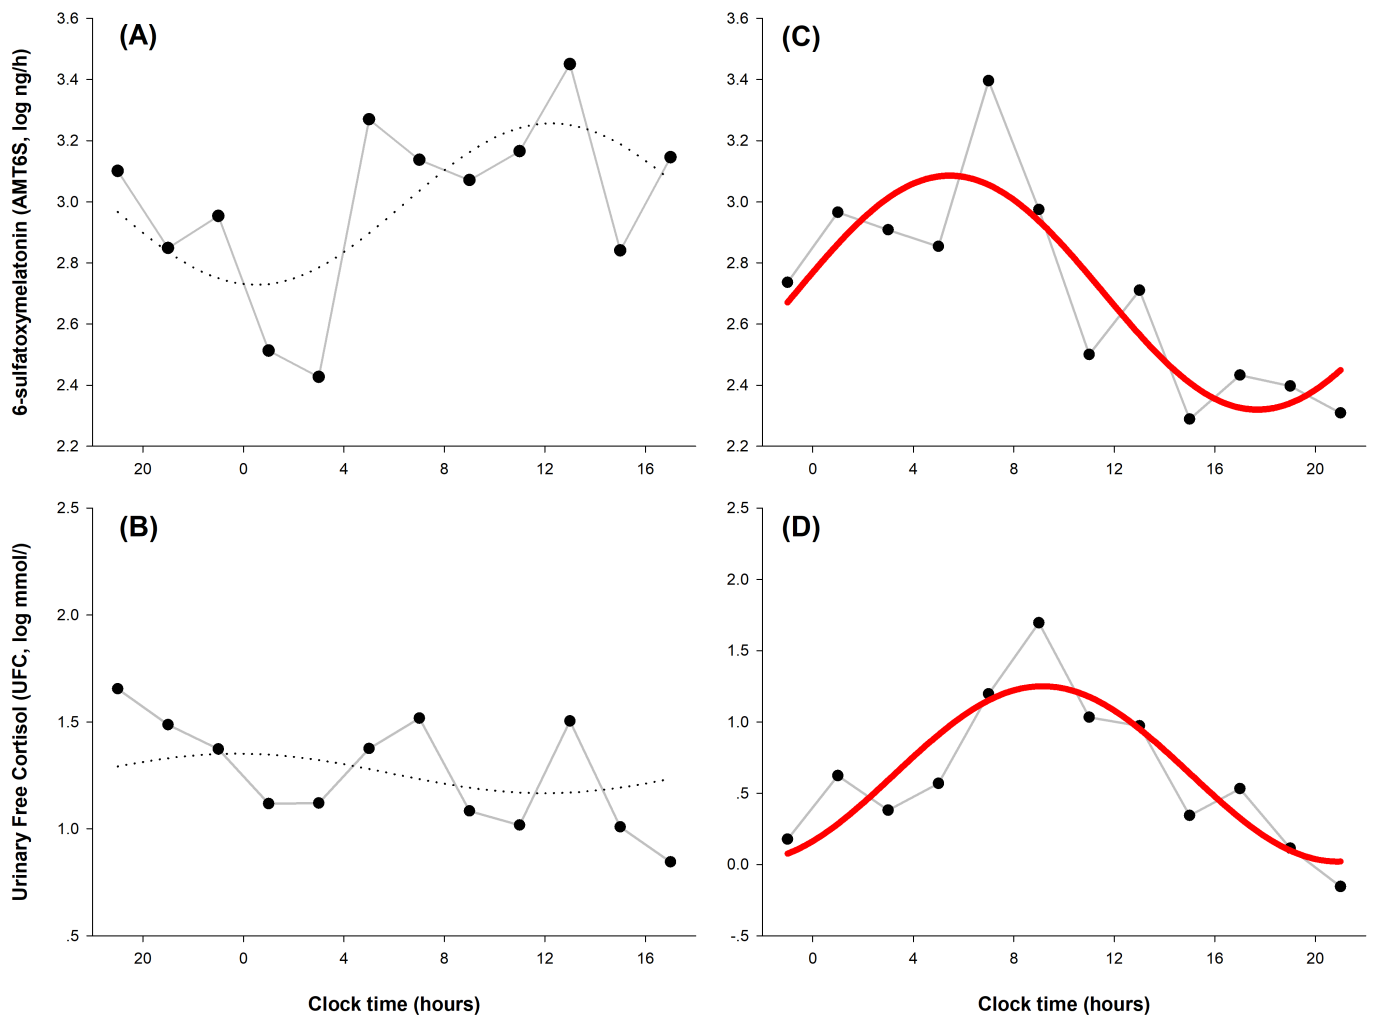 (A)
(C)
6-sulfatoxymelatonin (AMT6S, log ng/h)
3.6
3.4
3.2
3.0
2.8
2.6
2.4
2.2
20 0 4 8 12 16
3.6
3.4
3.2
3.0
2.8
2.6
2.4
2.2
0 4 8 12 16 20
(B)
(D)
Urinary Free Cortisol (UFC, log mmol/)
2.5
2.0
1.5
1.0
.5
20 0 4 8 12 16
Clock time (hours)
2.5
2.0
1.5
1.0
.5
0.0
-.5
0 4 8 12 16 20
Clock time (hours)